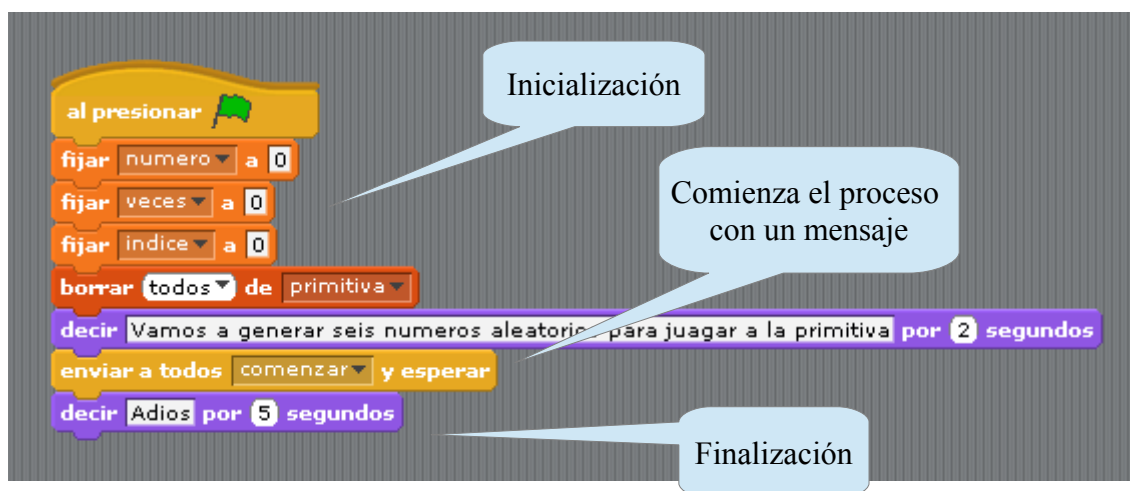 Inicialización
al presionar
fijar numero a 0
fijar veces a 0
fijar indice a 0
Comienza el proceso
con un mensaje
borrar todos de primitiva
decir Vamos a generar seis numeros aleatorio para juagar a la primitiva por 2 segundos
enviar a todos comenzar y esperar
decir Adios por 5 segundos
Finalización